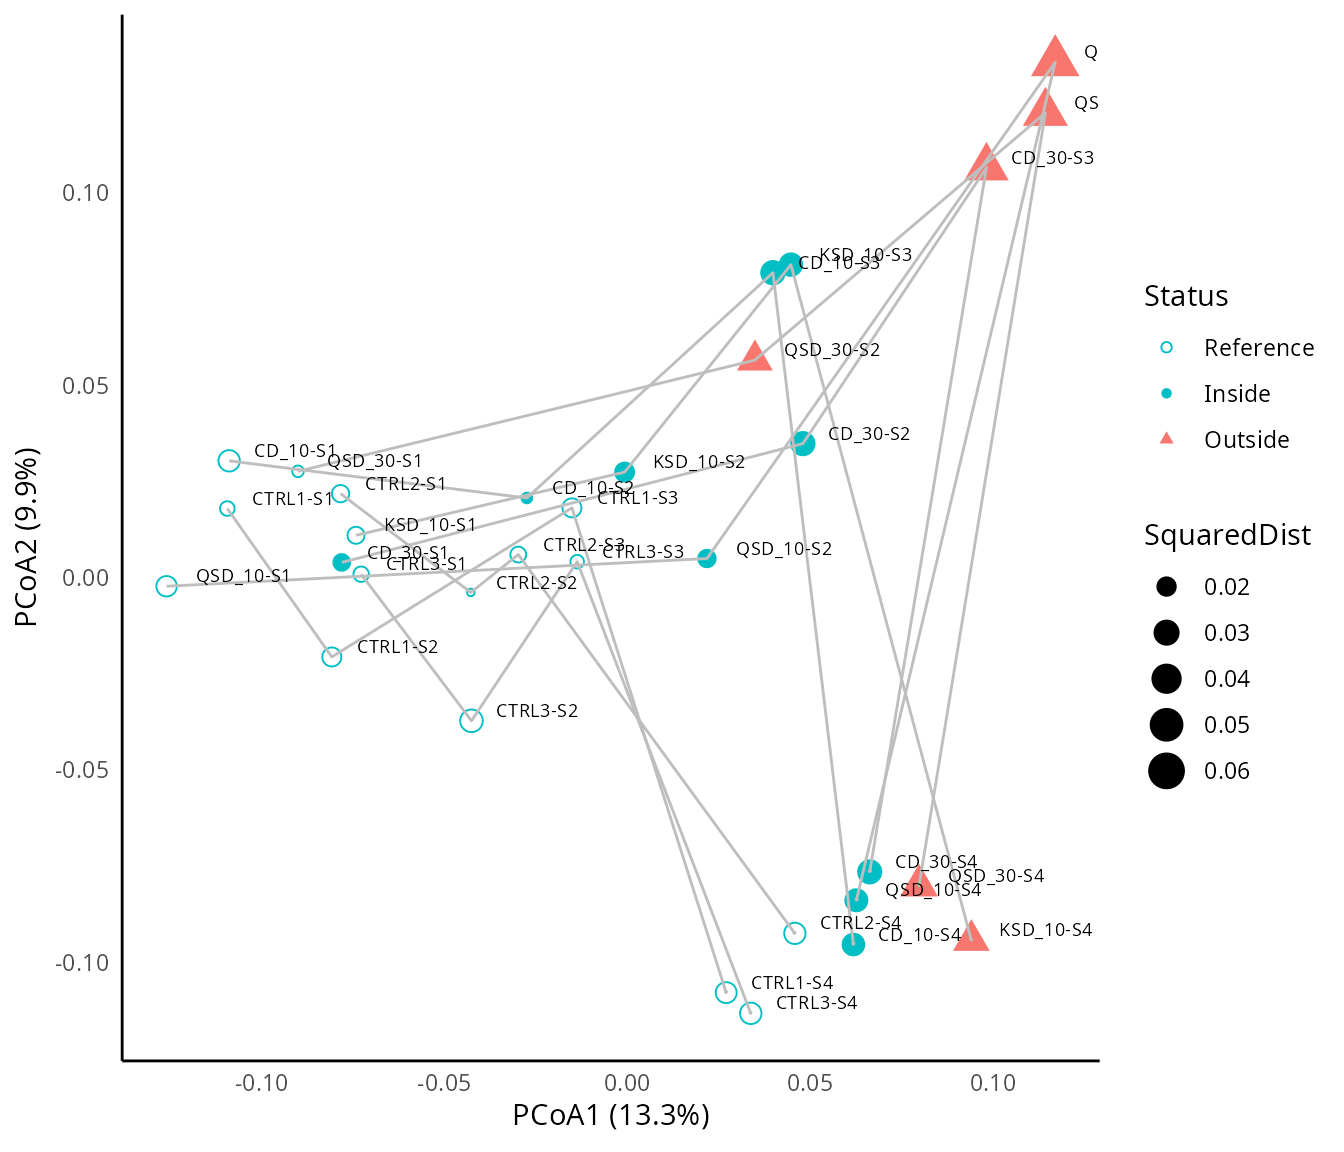 Q
QS
CD_30-S3
KSD_10-S3
CD_10-S3
QSD_30-S2
CD_30-S2
CD_10-S1
QSD_30-S1
KSD_10-S2
CTRL2-S1
CD_10-S2
CTRL1-S1
CTRL1-S3
KSD_10-S1
CTRL2-S3
CD_30-S1
CTRL3-S3
QSD_10-S2
CTRL3-S1
QSD_10-S1
CTRL2-S2
CTRL1-S2
CTRL3-S2
CD_30-S4
QSD_30-S4
QSD_10-S4
CTRL2-S4
CD_10-S4
KSD_10-S4
CTRL1-S4
CTRL3-S4
0.10
0.05
0.00
-0.05
-0.10
PCoA2 (9.9%)
-0.10
-0.05
0.00
0.05
0.10
PCoA1 (13.3%)
Status
Reference
Inside
Outside
SquaredDist
0.02
0.03
0.04
0.05
0.06